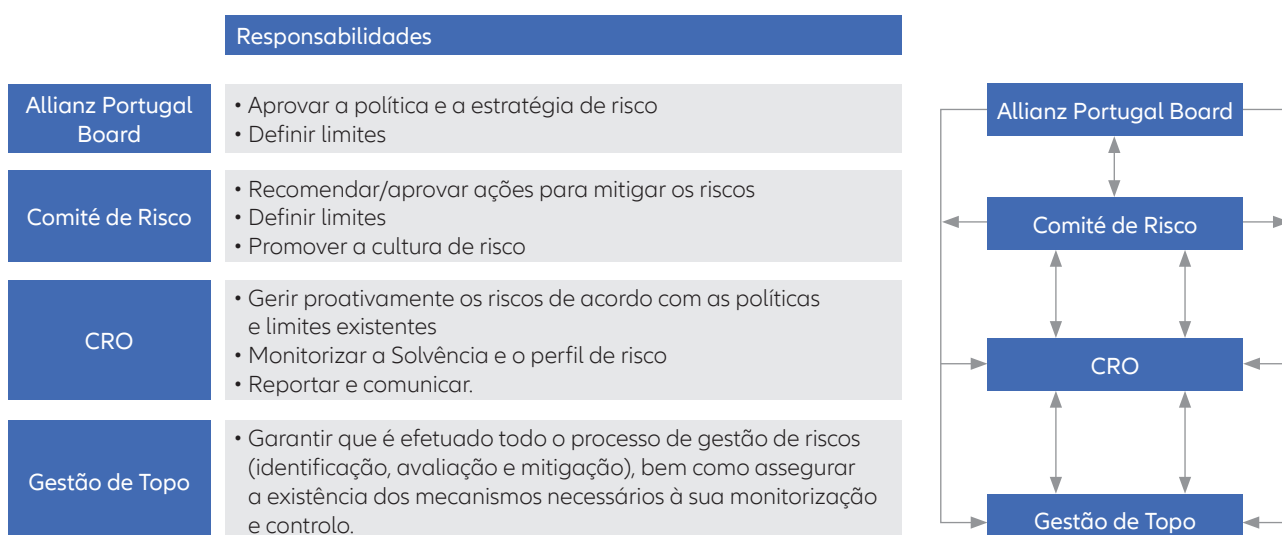 Responsabilidades
Allianz Portugal
Board
• Aprovar a política e a estratégia de risco
• Definir limites
Comité de Risco
• Recomendar/aprovar ações para mitigar os riscos
• Definir limites
• Promover a cultura de risco
CRO
• Gerir proativamente os riscos de acordo com as políticas
e limites existentes
• Monitorizar a Solvência e o perfil de risco
• Reportar e comunicar.
Gestão de Topo
• Garantir que é efetuado todo o processo de gestão de riscos
(identificação, avaliação e mitigação), bem como assegurar
a existência dos mecanismos necessários à sua monitorização
e controlo.
Allianz Portugal Board
Comité de Risco
CRO
Gestão de Topo